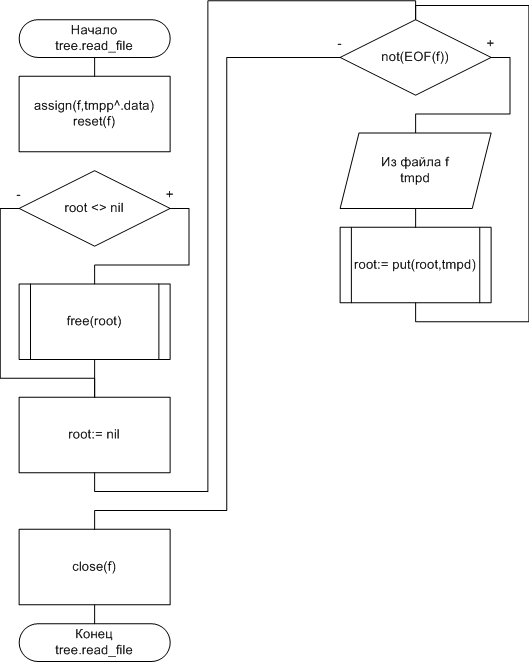 Начало
tree.read_file
assign(f,tmpp^.data)
reset(f)
-
root <> nil
+
free(root)
root:= nil
-
not(EOF(f))
+
Из файла f
tmpd
root:= put(root,tmpd)
close(f)
Конец
tree.read_file